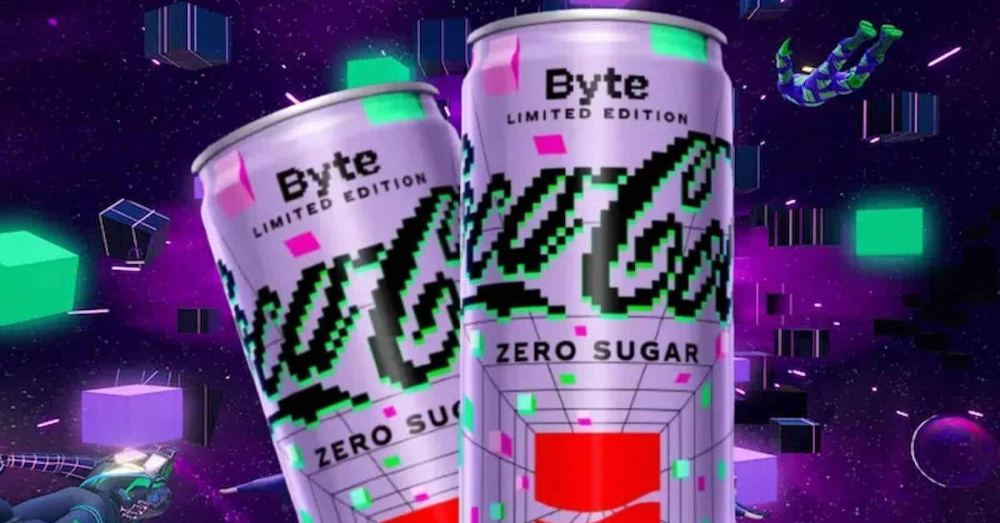 Byte
LIMITED EDITION
ZERO SUG
Byte
LIMITED EDITION
ZERO SUGAR